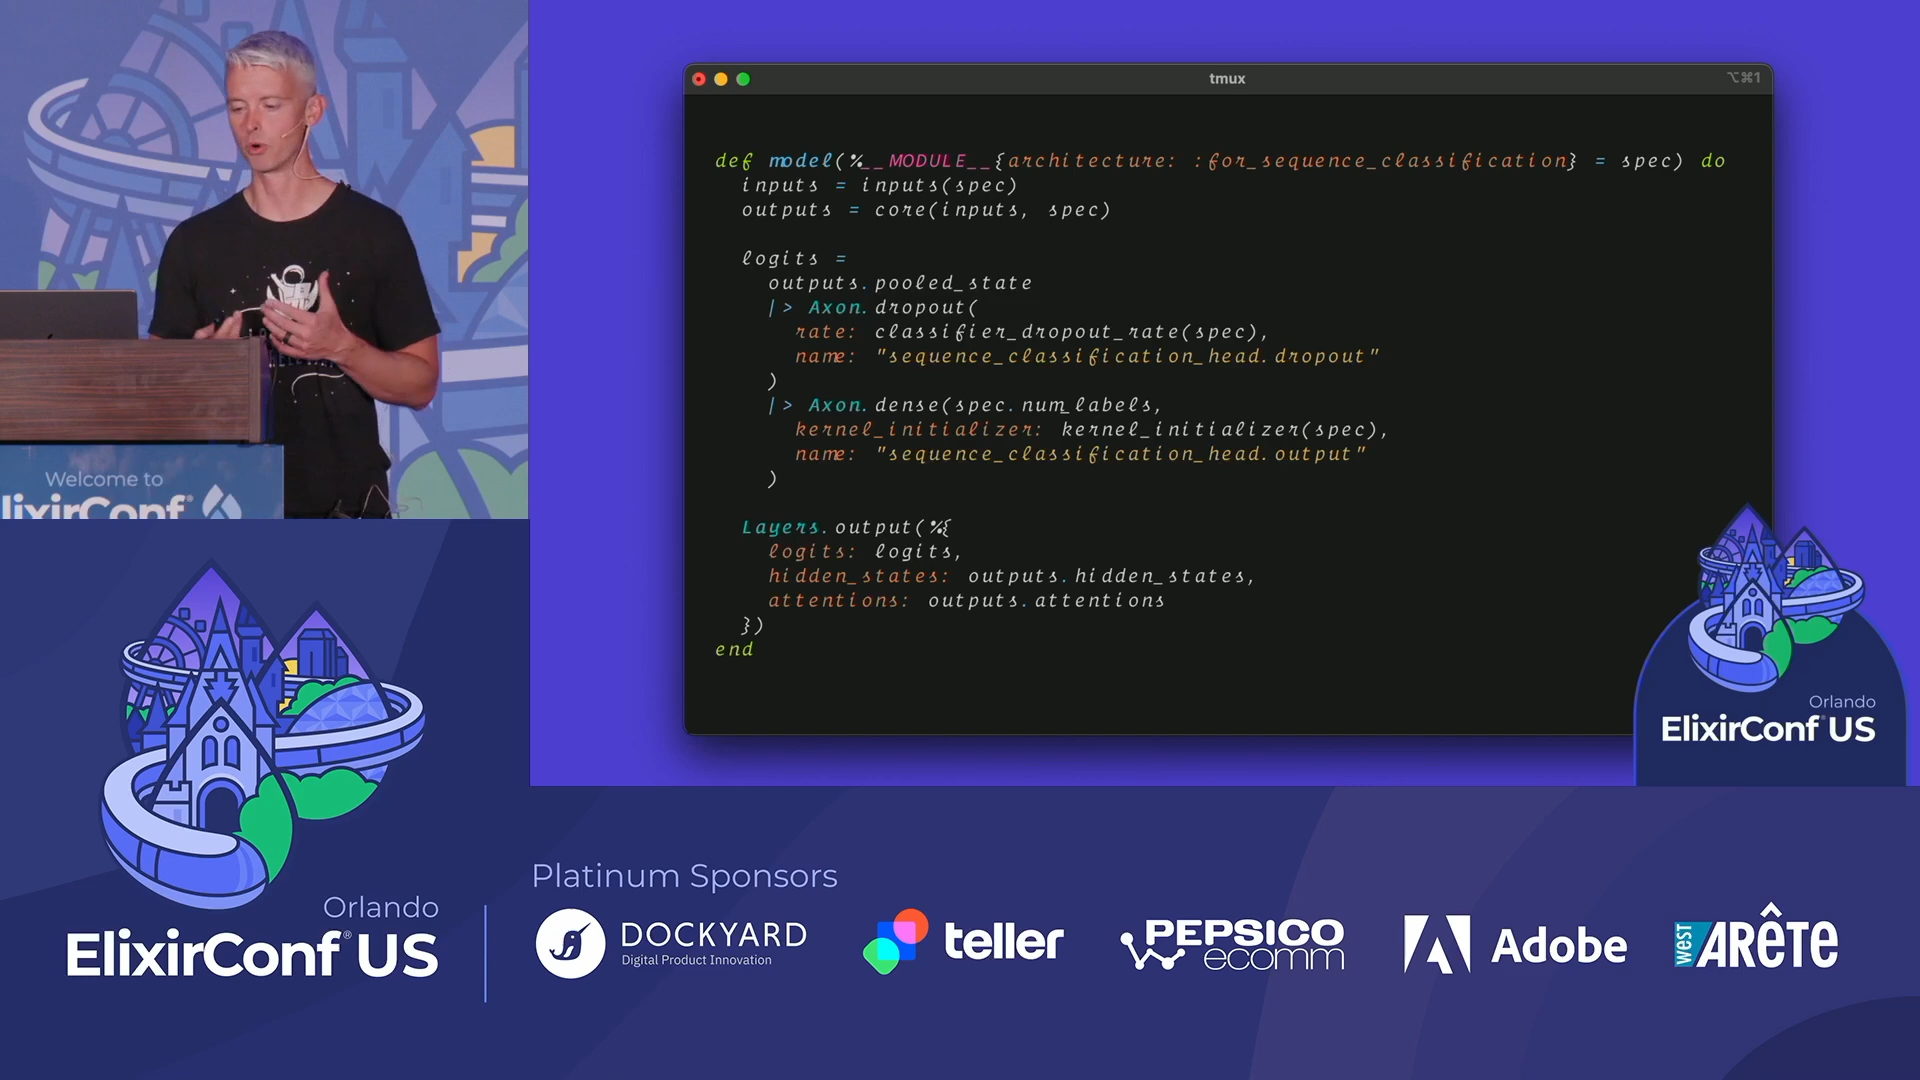 Welcome to
lixirConf
tmux
⌥⌘1
def model(%__MODULE__{architecture: :for_sequence_classification} = spec) do
inputs = inputs(spec)
outputs = core(inputs, spec)
logits =
outputs.pooled_state
|> Axon.dropout(
rate: classifier_dropout_rate(spec),
name: "sequence_classification_head.dropout"
)
|> Axon.dense(spec.num_labels,
kernel_initializer: kernel_initializer(spec),
name: "sequence_classification_head.output"
)
Layers.output(%{
logits: logits,
hidden_states: outputs.hidden_states,
attentions: outputs.attentions
})
end
Orlando
ElixirConf US
Orlando
ElixirConf® US
Platinum Sponsors
DOCKYARD
Digital Product Innovation
teller
PEPSICO
ecomm
Adobe
west ARÊTE